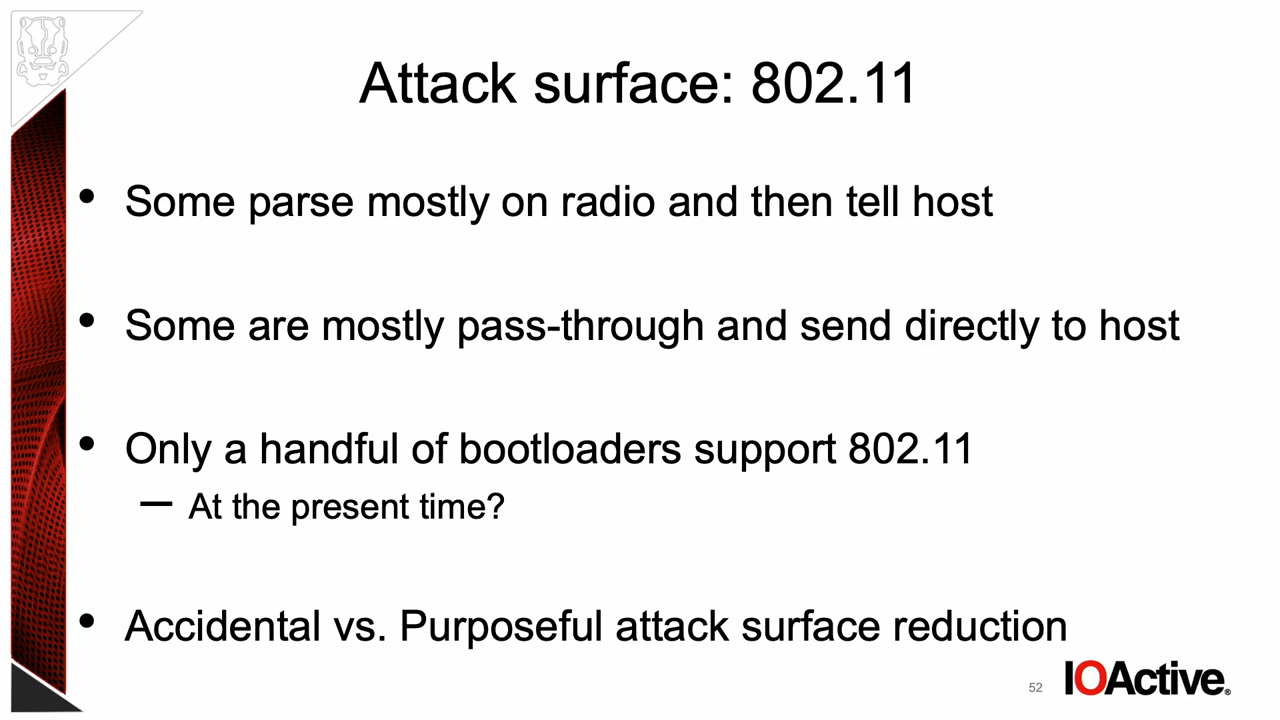 Attack surface: 802.11
• Some parse mostly on radio and then tell host
• Some are mostly pass-through and send directly to host
• Only a handful of bootloaders support 802.11
– At the present time?
• Accidental vs. Purposeful attack surface reduction
52
IOActive®